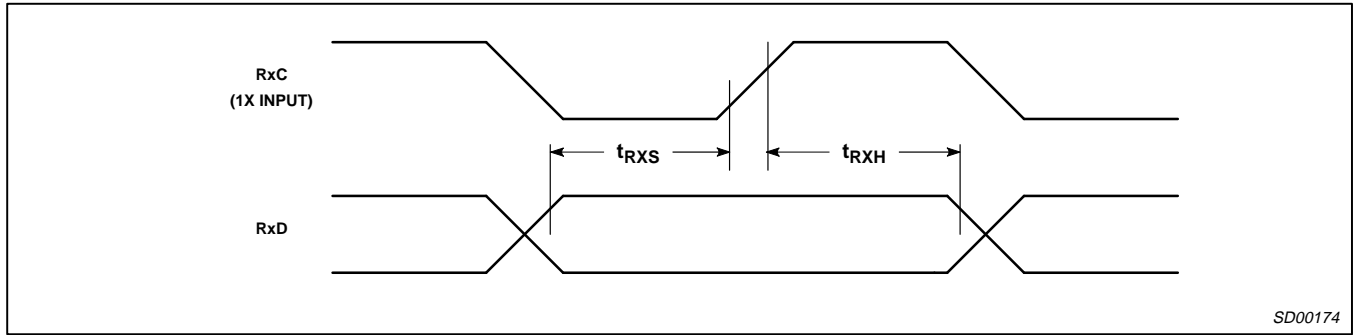 RxC
(1X INPUT)
tRXS
tRXH
RxD
SD00174